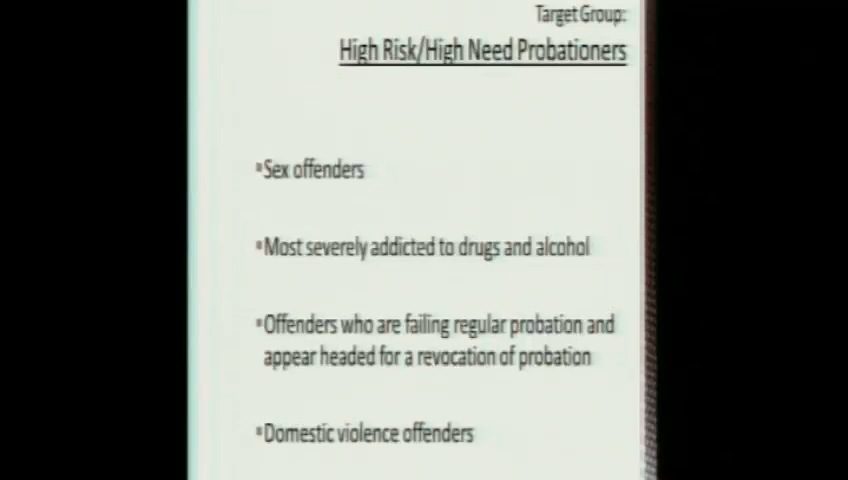 Target Group:
High Risk/High Need Probationers
▪Sex offenders
▪Most severely addicted to drugs and alcohol
▪Offenders who are failing regular probation and
appear headed for a revocation of probation
▪Domestic violence offenders